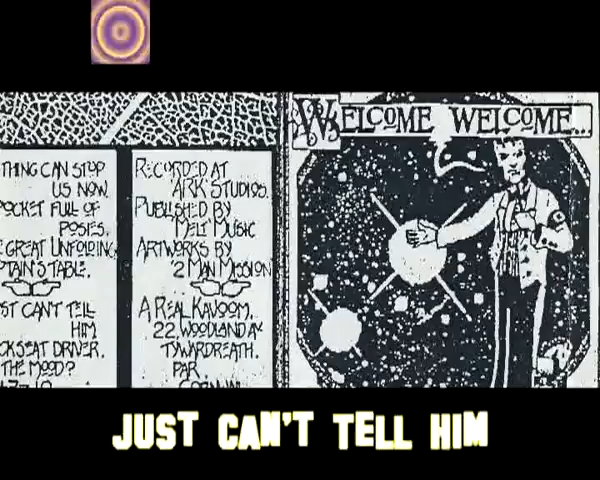 THING CAN STOP
US NOW.
POCKET FULL OF
POSIES.
GREAT UNFOLDING
TAIN'S TABLE.
ST CAN'T TELL
HIM.
CKSEAT DRIVER.
THE MOOD?
RECORDED AT
ARK STUDIOS.
PUBLISHED BY
MELT MUSIC
ARTWORKS BY
2 MAN MISSION
A REAL KAVOOM,
22, WOODLAND AV
TYWARDREATH.
PAR
WELCOME WELCOME...
JUST CAN'T TELL HIM